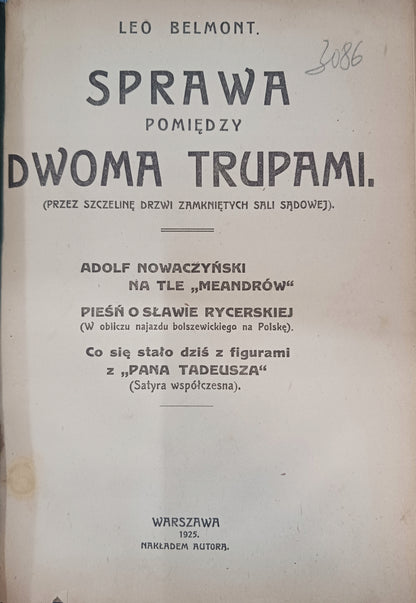 LEO BELMONT.
3086
SPRAWA
POMIĘDZY
DWOMA TRUPAMI.
(PRZEZ SZCZELINĘ DRZWI ZAMKNIĘTYCH SALI SĄDOWEJ).
ADOLF NOWACZYŃSKI
NA TLE „MEANDRÓW“
PIEŚŃ O SŁAWIE RYCERSKIEJ
(W obliczu najazdu bolszewickiego na Polskę).
Co się stało dziś z figurami
z „PANA TADEUSZA“
(Satyra współczesna).
WARSZAWA
1925.
NAKŁADEM AUTORA.